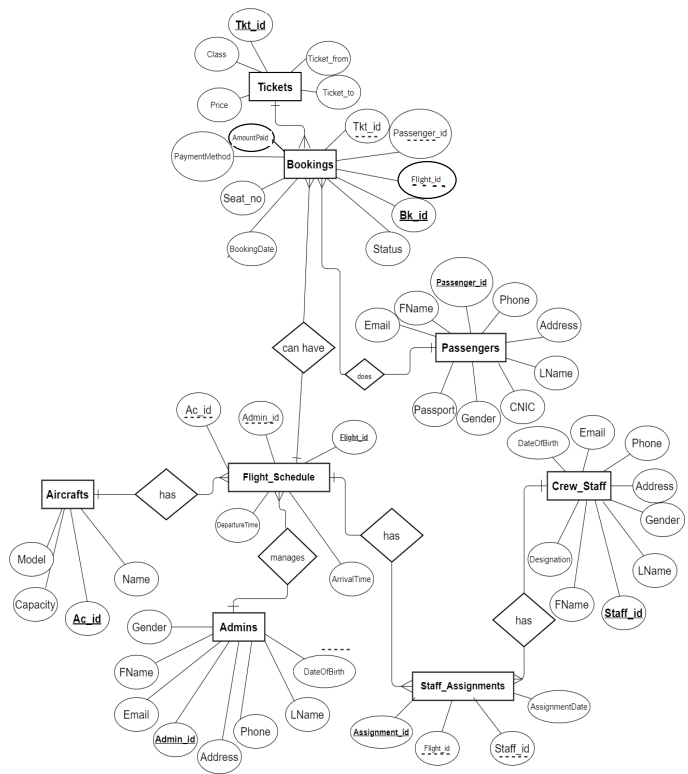 Tkt_id
Class
Ticket_from
Tickets
Ticket_to
Price
Tkt_id
AmountPaid
Passenger_id
PaymentMethod
Bookings
Flight_id
Seat_no
Bk_id
BookingDate
Status
Passenger_id
FName
Phone
Email
Address
can have
Passengers
does
LName
Passport
Gender
CNIC
Ac_id
Admin_id
Flight_id
DateOfBirth
Email
Phone
Flight_Schedule
Crew_Staff
Address
Aircrafts
has
Gender
DepartureTime
has
Model
manages
ArrivalTime
Designation
Name
LName
Capacity
FName
Staff_id
Ac_id
Gender
Admins
has
FName
DateOfBirth
Staff_Assignments
Email
LName
AssignmentDate
Admin_id
Phone
Assignment_id
Address
Flight_id
Staff_id